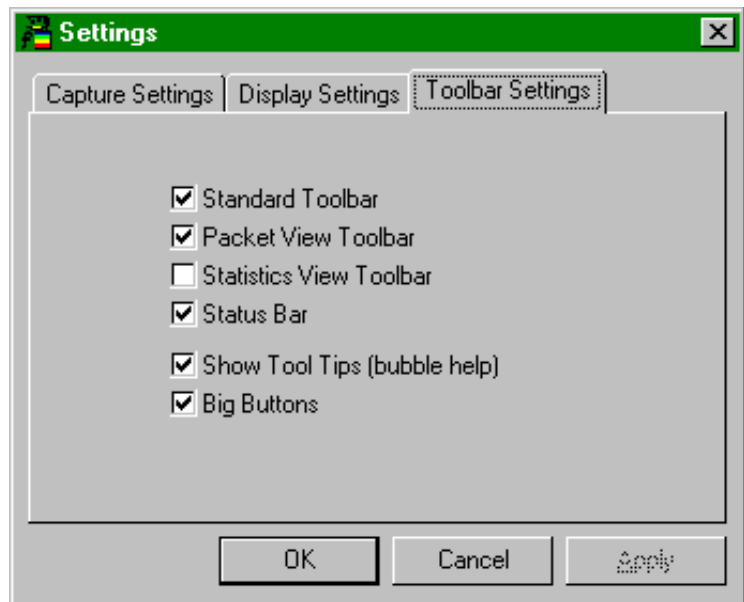 Settings
Capture Settings Display Settings Toolbar Settings
Standard Toolbar
Packet View Toolbar
Statistics View Toolbar
Status Bar
Show Tool Tips (bubble help)
Big Buttons
OK Cancel Apply